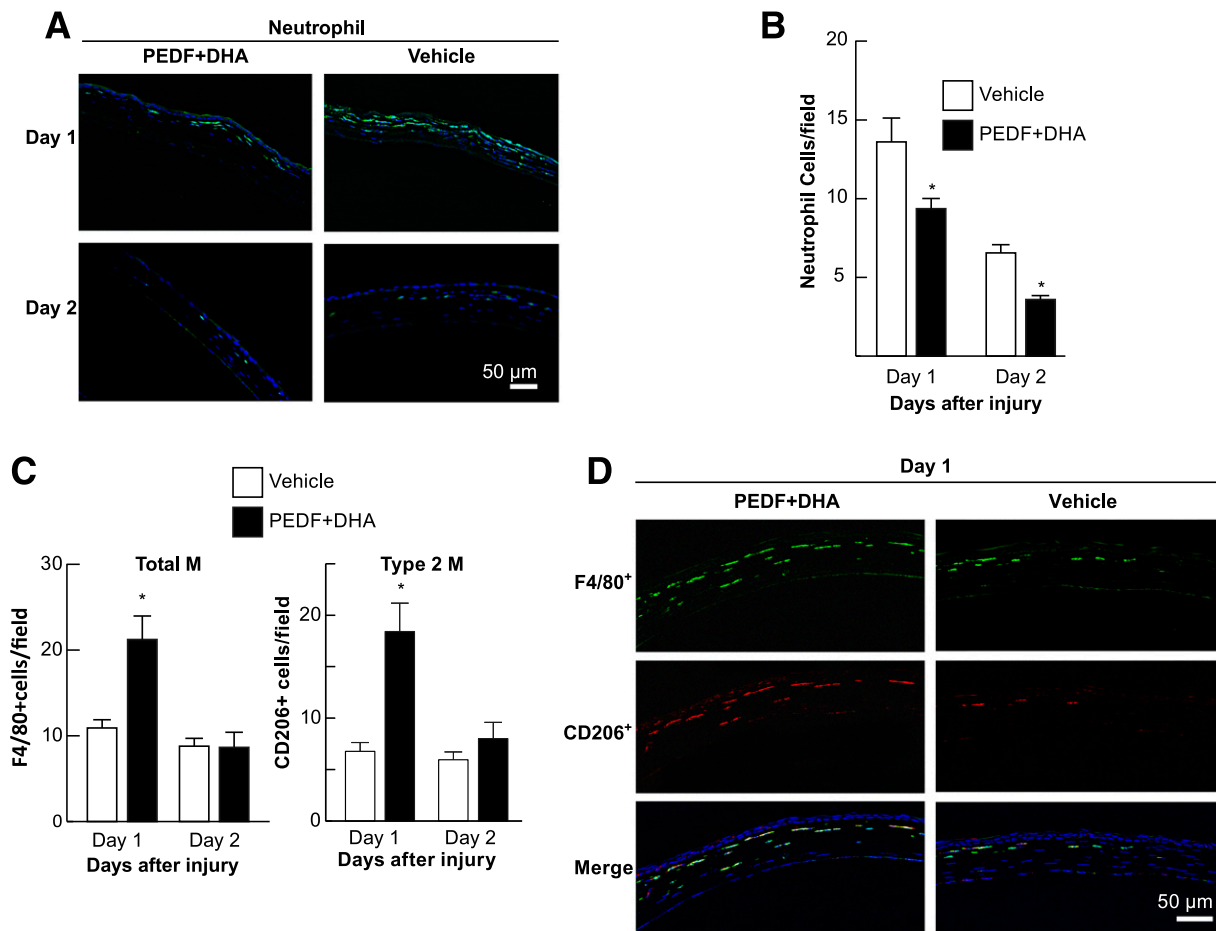 A
Neutrophil
PEDF+DHA Vehicle
Day 1
Day 2
50 µm
B
20
15
10
5
Neutrophil Cells/field
Vehicle
PEDF+DHA
*
*
Day 1 Day 2
Days after injury
C
Vehicle
PEDF+DHA
Total M
30
20
10
0
F4/80+cells/field
*
Day 1 Day 2
Days after injury
Type 2 M
20
10
0
CD206+ cells/field
*
Day 1 Day 2
Days after injury
D
Day 1
PEDF+DHA Vehicle
F4/80⁺
CD206⁺
Merge
50 µm